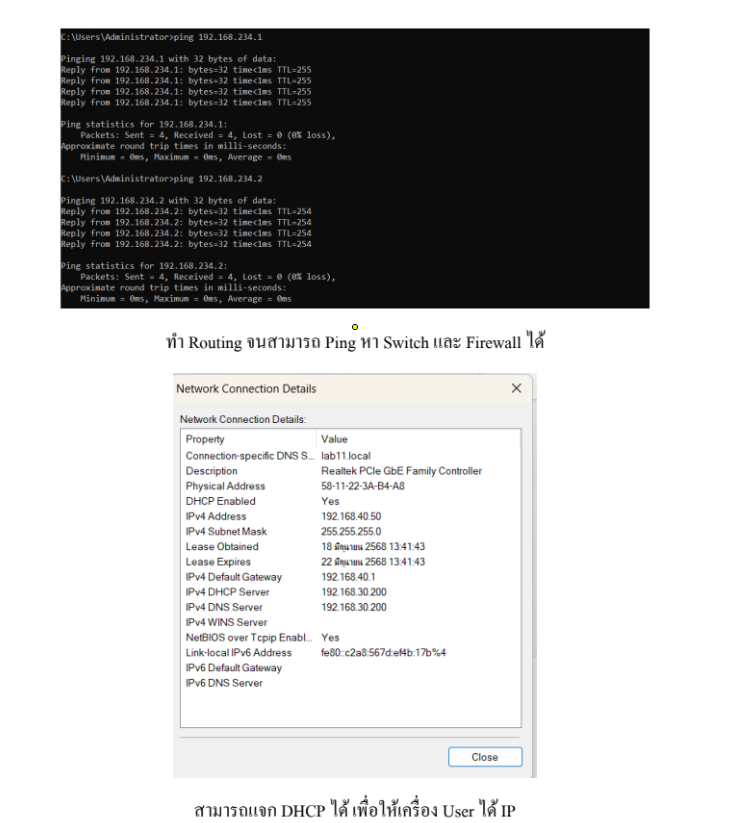 C:\Users\Administrator>ping 192.168.234.1
Pinging 192.168.234.1 with 32 bytes of data:
Reply from 192.168.234.1: bytes=32 time<1ms TTL=255
Reply from 192.168.234.1: bytes=32 time<1ms TTL=255
Reply from 192.168.234.1: bytes=32 time<1ms TTL=255
Reply from 192.168.234.1: bytes=32 time<1ms TTL=255
Ping statistics for 192.168.234.1:
Packets: Sent = 4, Received = 4, Lost = 0 (0% loss),
Approximate round trip times in milli-seconds:
Minimum = 0ms, Maximum = 0ms, Average = 0ms
C:\Users\Administrator>ping 192.168.234.2
Pinging 192.168.234.2 with 32 bytes of data:
Reply from 192.168.234.2: bytes=32 time<1ms TTL=254
Reply from 192.168.234.2: bytes=32 time<1ms TTL=254
Reply from 192.168.234.2: bytes=32 time<1ms TTL=254
Reply from 192.168.234.2: bytes=32 time<1ms TTL=254
Ping statistics for 192.168.234.2:
Packets: Sent = 4, Received = 4, Lost = 0 (0% loss),
Approximate round trip times in milli-seconds:
Minimum = 0ms, Maximum = 0ms, Average = 0ms
ทำ Routing จนสามารถ Ping หา Switch และ Firewall ได้
Network Connection Details
Network Connection Details:
Property Value
Connection-specific DNS S... lab11.local
Description Realtek PCIe GbE Family Controller
Physical Address 58-11-22-3A-B4-A8
DHCP Enabled Yes
IPv4 Address 192.168.40.50
IPv4 Subnet Mask 255.255.255.0
Lease Obtained 18 มิถุนายน 2568 13:41:43
Lease Expires 22 มิถุนายน 2568 13:41:43
IPv4 Default Gateway 192.168.40.1
IPv4 DHCP Server 192.168.30.200
IPv4 DNS Server 192.168.30.200
IPv4 WINS Server
NetBIOS over Tcpip Enabl... Yes
Link-local IPv6 Address fe80::c2a8:567d:ef4b:17b%4
IPv6 Default Gateway
IPv6 DNS Server
Close
สามารถแจก DHCP ได้ เพื่อให้เครื่อง User ได้ IP